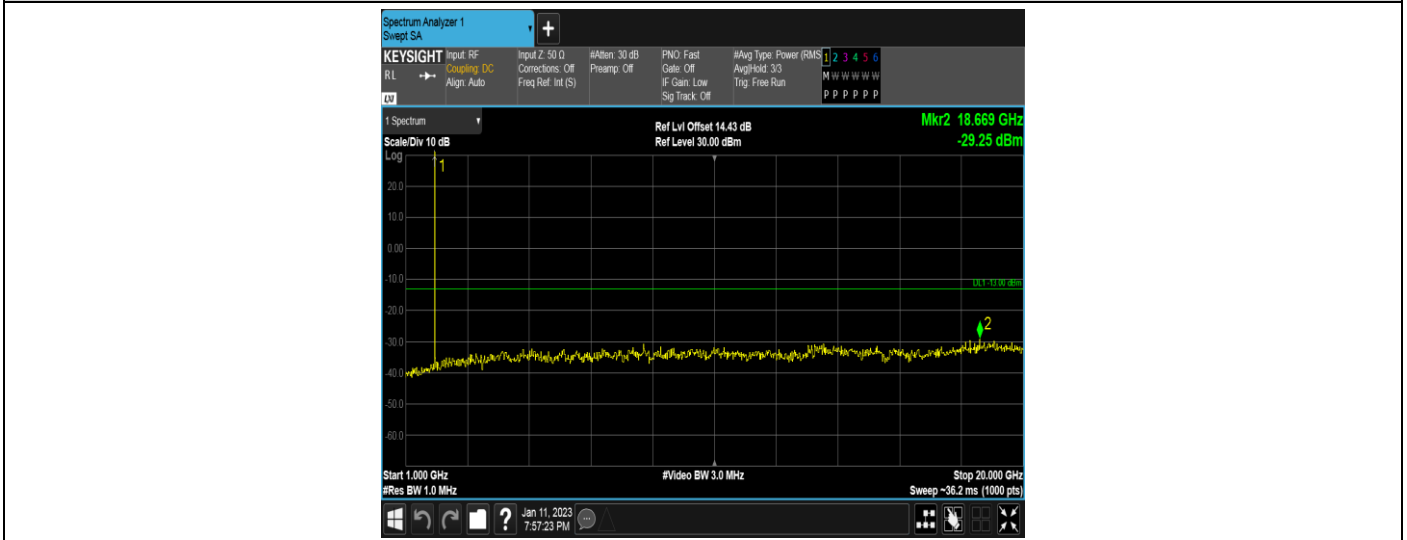 Spectrum Analyzer 1
Swept SA
+
KEYSIGHT Input: RF Input Z: 50 Ω #Atten: 30 dB PNO: Fast #Avg Type: Power (RMS 1 2 3 4 5 6
RL Coupling: DC Corrections: Off Preamp: Off Gate: Off Avg|Hold: 3/3 M W W W W W
Align: Auto Freq Ref: Int (S) IF Gain: Low Trig: Free Run
Sig Track: Off P P P P P P
LXI
1 Spectrum
Ref Lvl Offset 14.43 dB
Mkr2 18.669 GHz
Scale/Div 10 dB
Ref Level 30.00 dBm
-29.25 dBm
Log
1
20.0
10.0
0.00
-10.0
DL1 -13.00 dBm
-20.0
2
-30.0
-40.0
-50.0
-60.0
Start 1.000 GHz #Video BW 3.0 MHz Stop 20.000 GHz
#Res BW 1.0 MHz Sweep ~36.2 ms (1000 pts)
?
Jan 11, 2023
7:57:23 PM